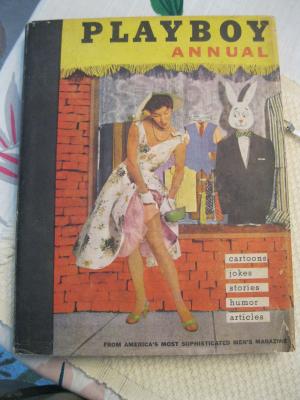 PLAYBOY
ANNUAL
cartoons
jokes
stories
humor
articles
FROM AMERICA'S MOST SOPHISTICATED MEN'S MAGAZINE